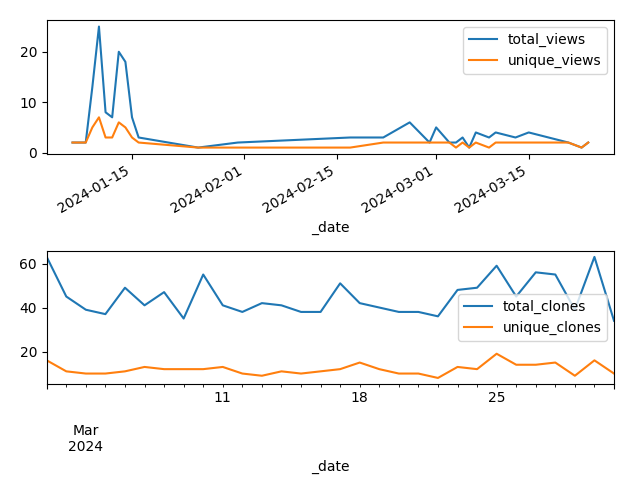 total_views
unique_views
20
10
0
2024-01-15
2024-02-01
2024-02-15
2024-03-01
2024-03-15
_date
60
40
20
total_clones
unique_clones
11
18
25
Mar
2024
_date